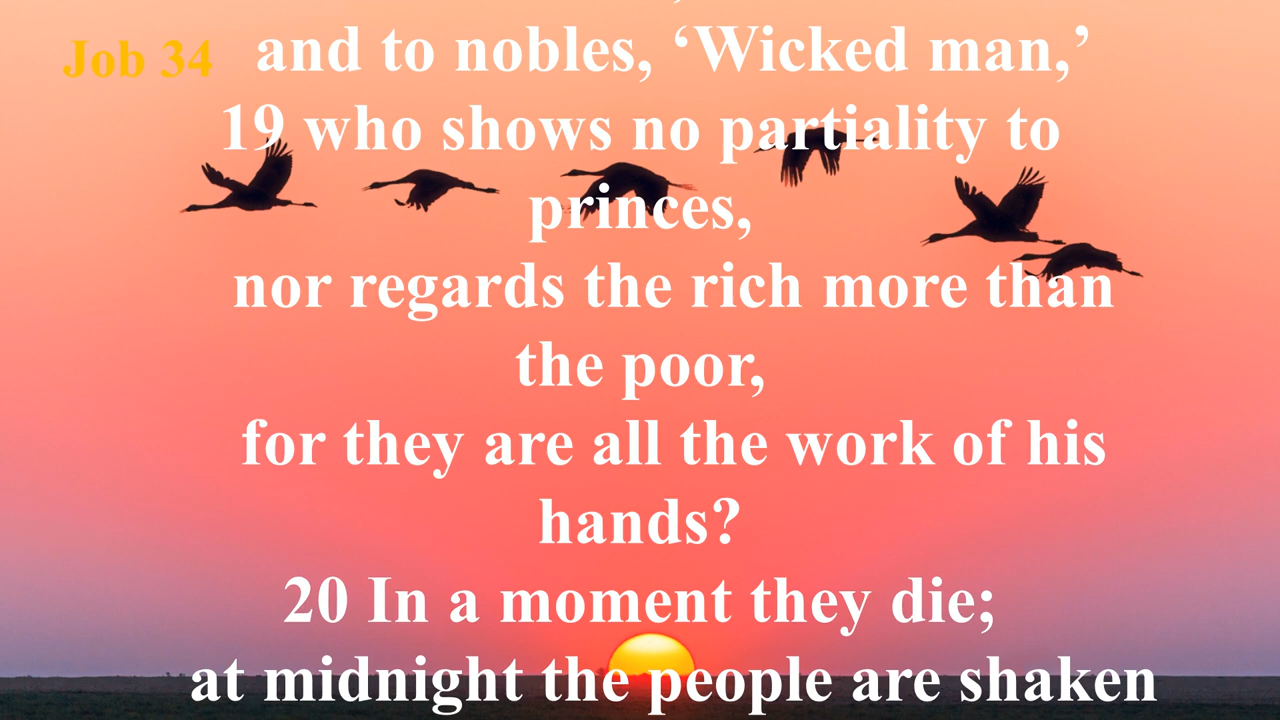 Job 34
and to nobles, ‘Wicked man,’
19 who shows no partiality to
princes,
nor regards the rich more than
the poor,
for they are all the work of his
hands?
20 In a moment they die;
at midnight the people are shaken